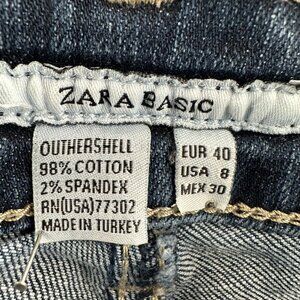 ZARA BASIC
OUTHERSHELL
98% COTTON
2% SPANDEX
RN(USA)77302
MADE IN TURKEY
EUR 40
USA 8
MEX 30